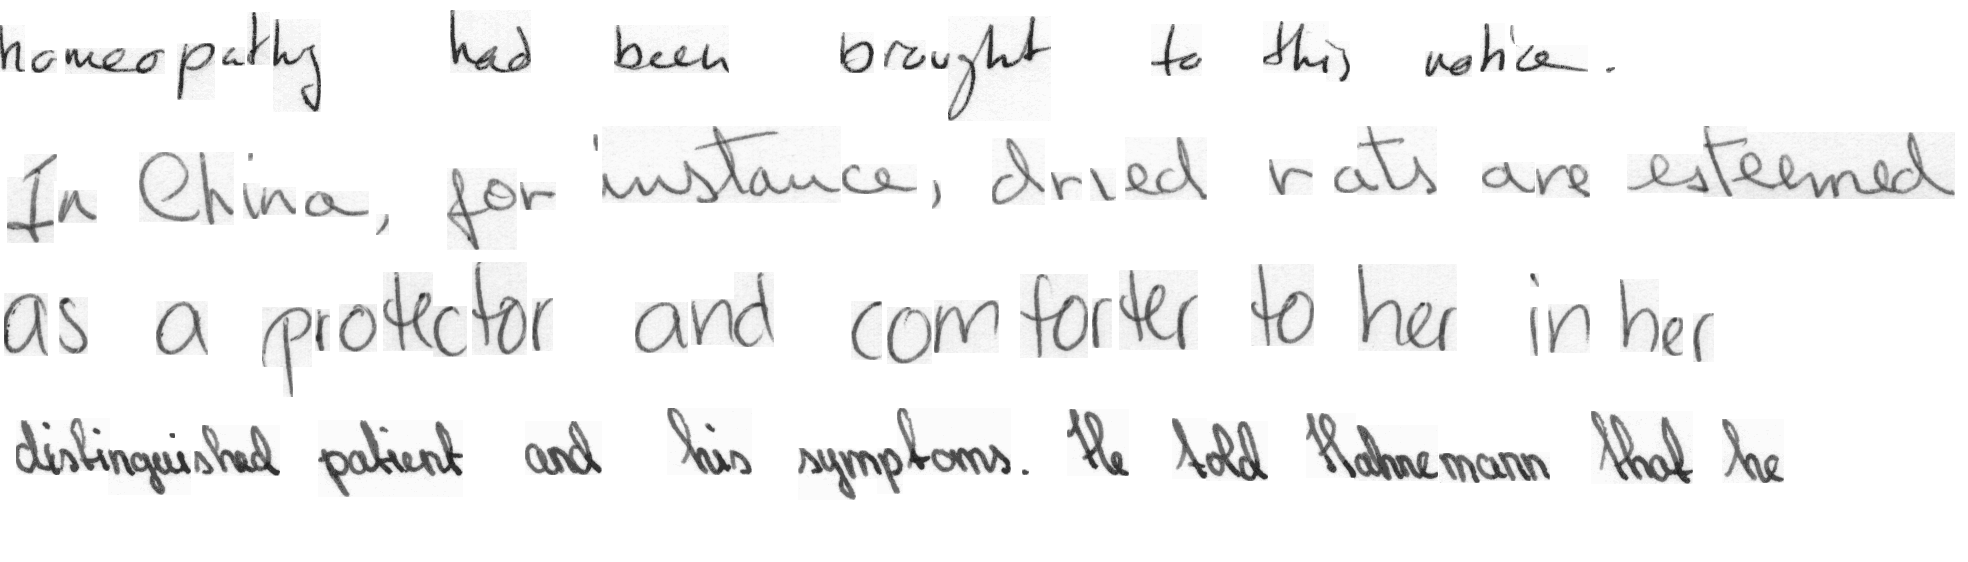 homeopathy had been brought to this notice.
In China, for instance, dried rats are esteemed
as a protector and comforter to her in her
distinguished patient and his symptoms. He told Hahnemann that he